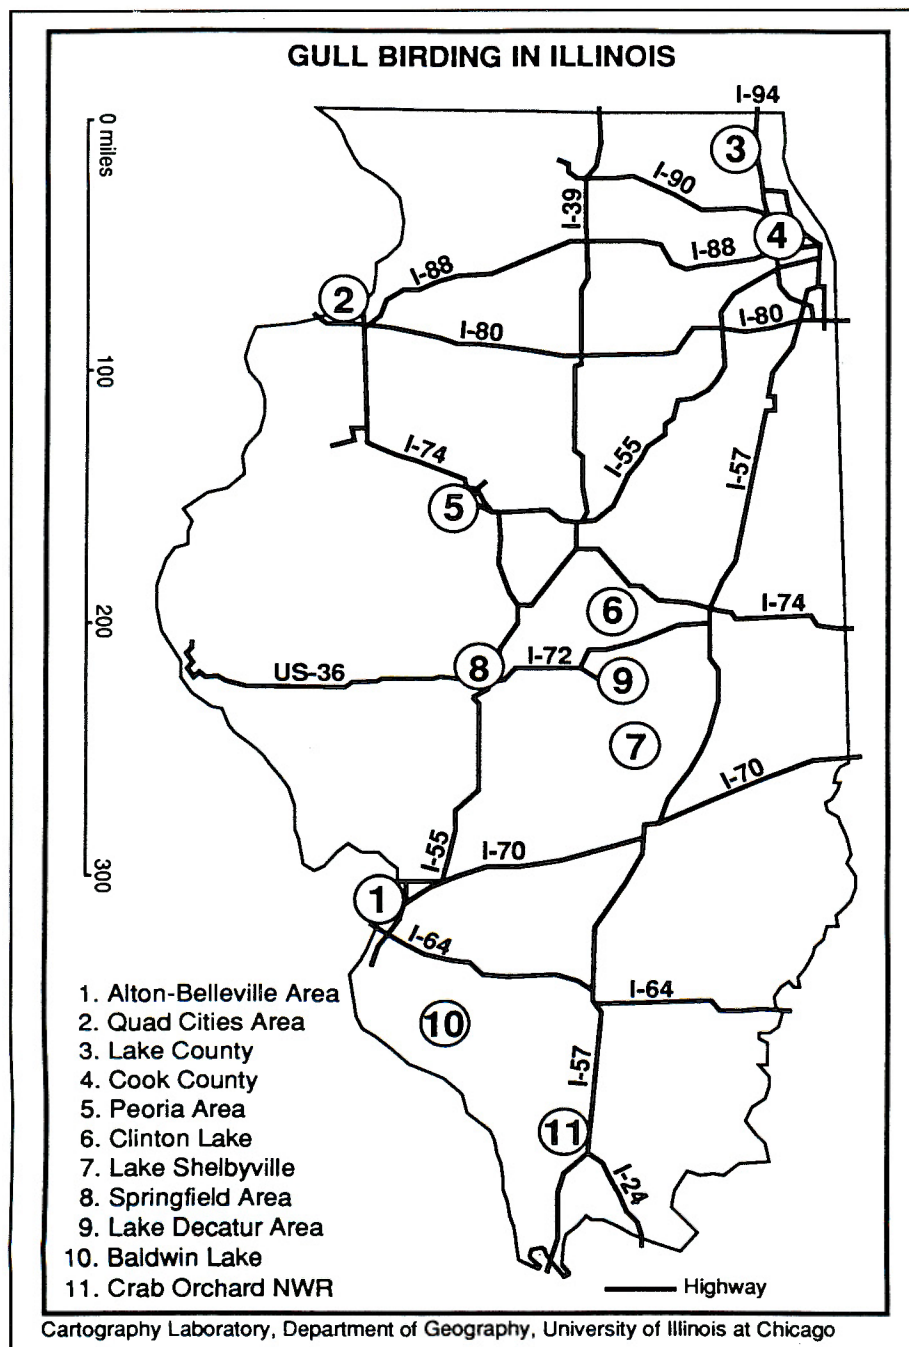 GULL BIRDING IN ILLINOIS
I-94
0 miles
3
I-90
I-39
4
I-88
I-88
2
I-80
I-80
100
I-74
I-55
I-57
5
6
I-74
200
8
I-72
US-36
9
7
I-70
I-55
I-70
300
1
I-64
I-64
10
I-57
11
I-24
1. Alton-Belleville Area
2. Quad Cities Area
3. Lake County
4. Cook County
5. Peoria Area
6. Clinton Lake
7. Lake Shelbyville
8. Springfield Area
9. Lake Decatur Area
10. Baldwin Lake
11. Crab Orchard NWR
Highway
Cartography Laboratory, Department of Geography, University of Illinois at Chicago